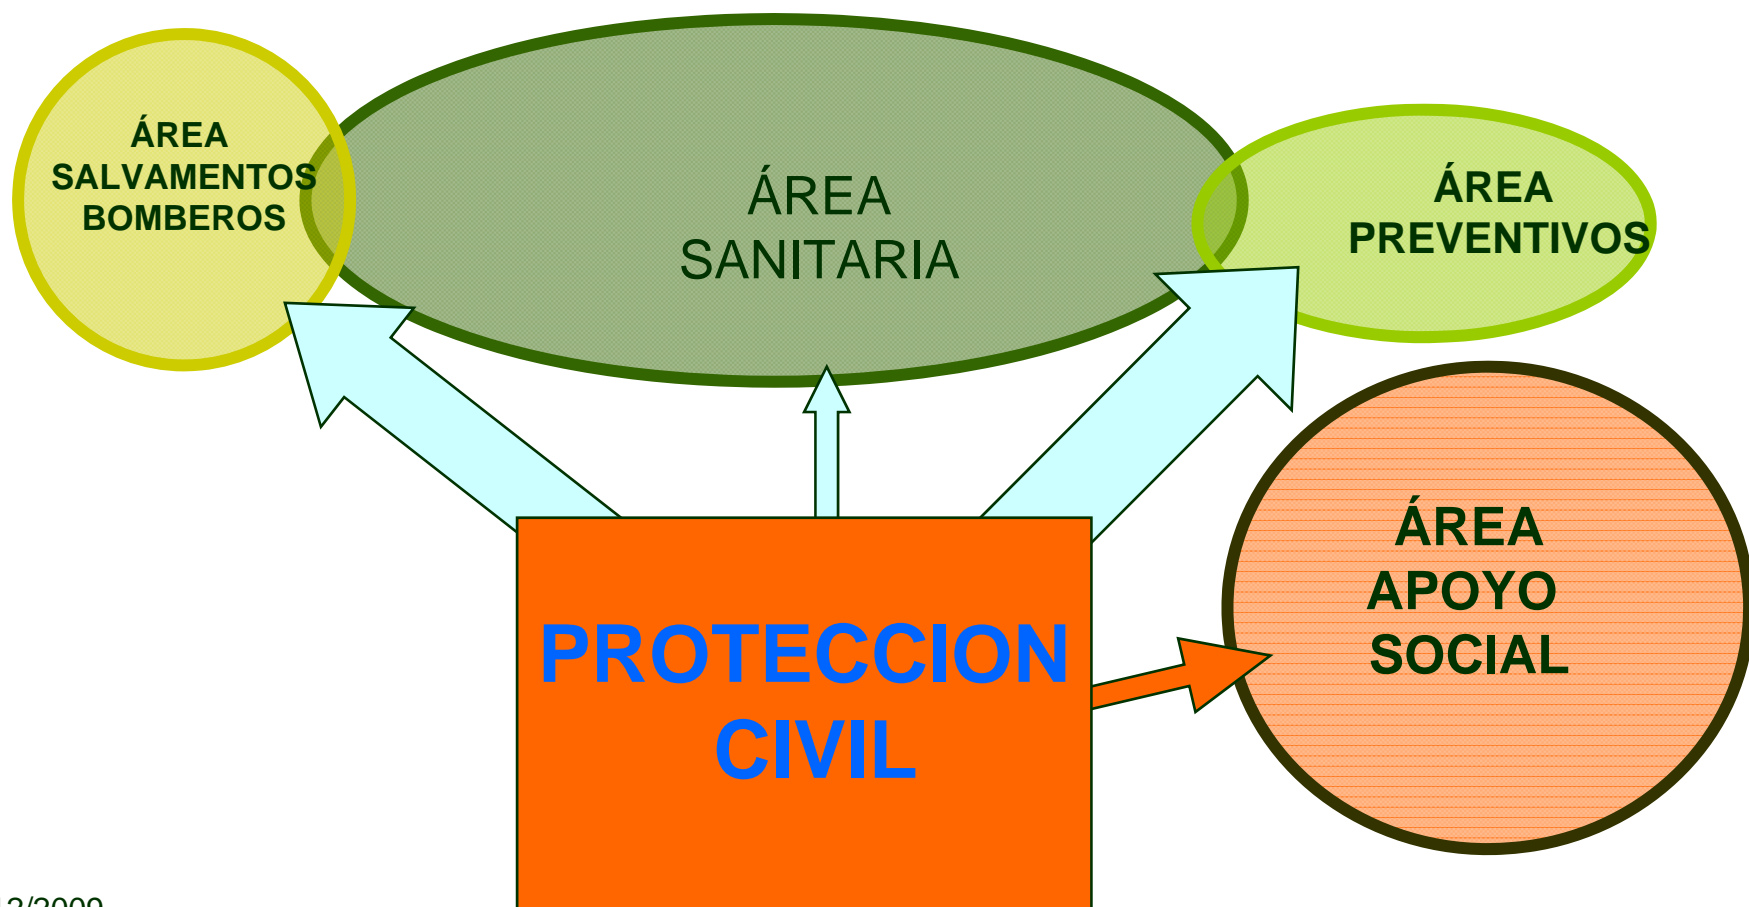 ÁREA
SALVAMENTOS
BOMBEROS
ÁREA
SANITARIA
ÁREA
PREVENTIVOS
ÁREA
APOYO
SOCIAL
PROTECCION
CIVIL